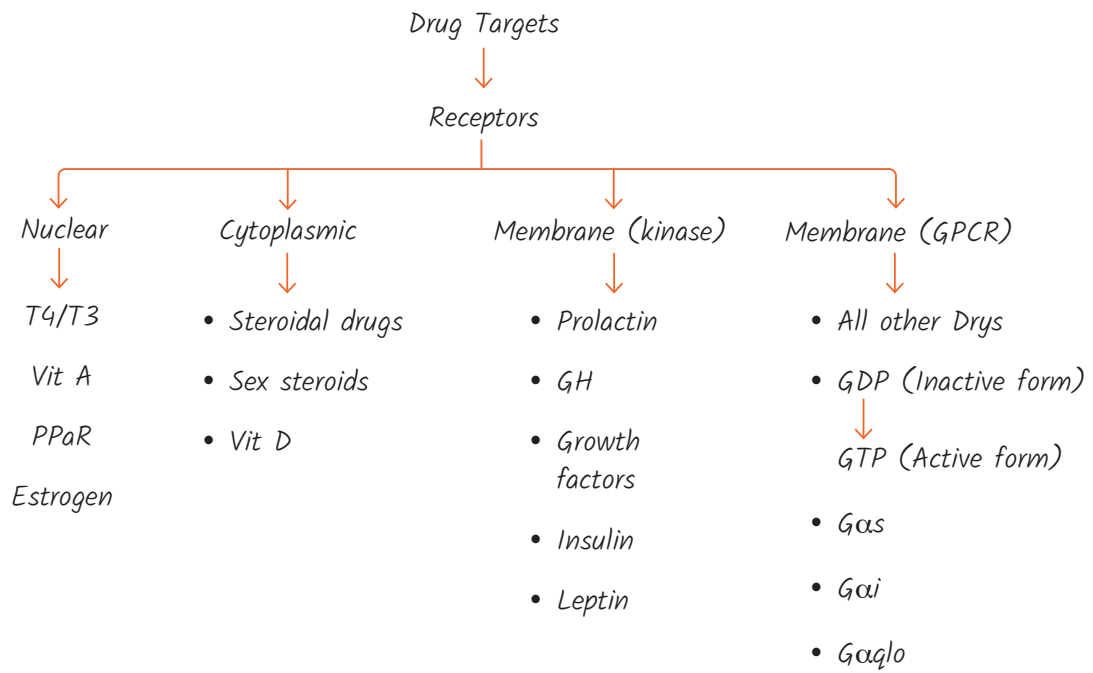 Drug Targets
Receptors
Nuclear
T4/T3
Vit A
PPaR
Estrogen
Cytoplasmic
• Steroidal drugs
• Sex steroids
• Vit D
Membrane (kinase)
• Prolactin
• GH
• Growth
factors
• Insulin
• Leptin
Membrane (GPCR)
• All other Drys
• GDP (Inactive form)
GTP (Active form)
• Gαs
• Gαi
• Gαqlo